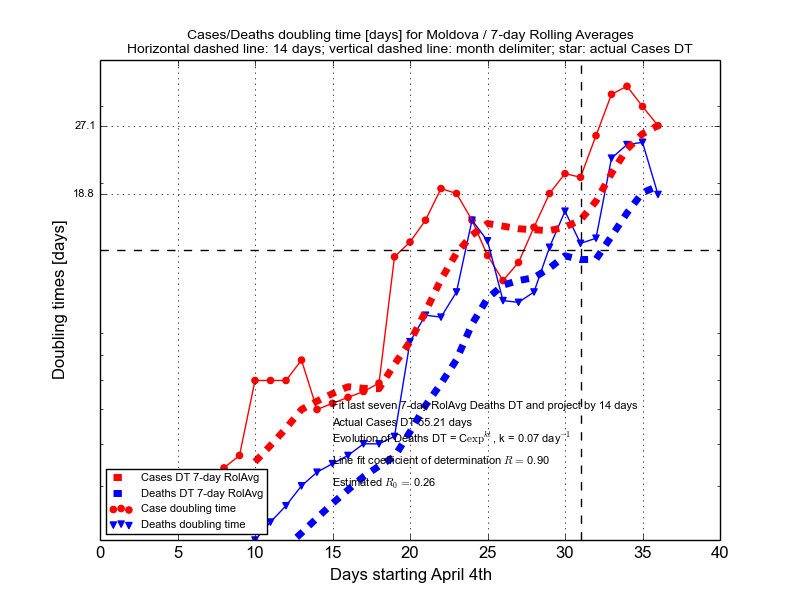 Cases/Deaths doubling time [days] for Moldova / 7-day Rolling Averages
Horizontal dashed line: 14 days; vertical dashed line: month delimiter; star: actual Cases DT
27.1
18.8
Doubling times [days]
Fit last seven 7-day RolAvg Deaths DT and project by 14 days
Actual Cases DT 55.21 days
Evolution of Deaths DT = Cexp^{kt}, k = 0.07 day^{-1}
Line fit coefficient of determination R = 0.90
Estimated R_0 = 0.26
Cases DT 7-day RolAvg
Deaths DT 7-day RolAvg
Case doubling time
Deaths doubling time
0 5 10 15 20 25 30 35 40
Days starting April 4th